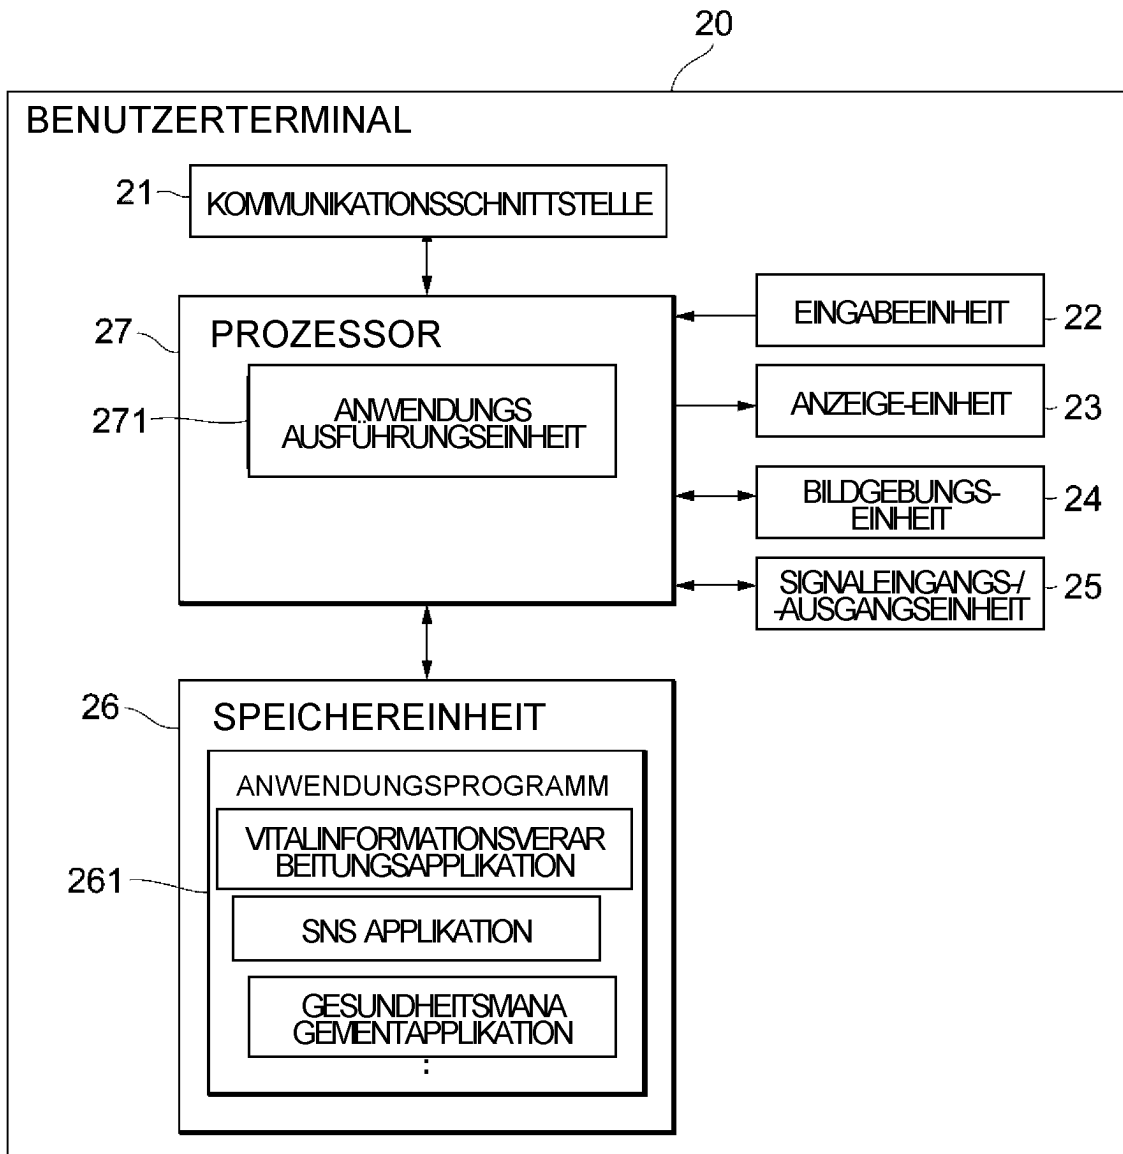 20
BENUTZERTERMINAL
21
KOMMUNIKATIONSSCHNITTSTELLE
27
PROZESSOR
271
ANWENDUNGS
AUSFÜHRUNGSEINHEIT
EINGABEEINHEIT
22
ANZEIGE-EINHEIT
23
BILDGEBUNGS-
EINHEIT
24
SIGNALEINGANGS-/
-AUSGANGSEINHEIT
25
26
SPEICHEREINHEIT
ANWENDUNGSPROGRAMM
261
VITALINFORMATIONSVERAR
BEITUNGSAPPLIKATION
SNS APPLIKATION
GESUNDHEITSMANA
GEMENTAPPLIKATION
: